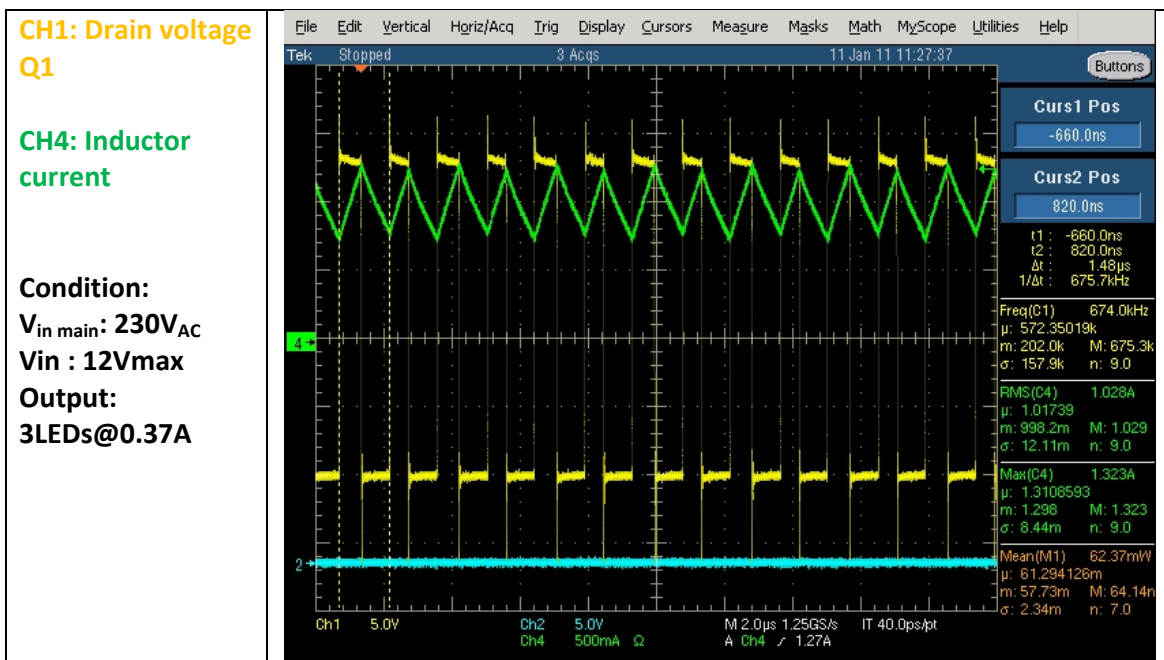 CH1: Drain voltage
Q1
CH4: Inductor
current
Condition:
Vin main: 230VAC
Vin : 12Vmax
Output:
3LEDs@0.37A
File Edit Vertical Horiz/Acq Trig Display Cursors Measure Masks Math MyScope Utilities Help
Tek Stopped 3 Acqs 11 Jan 11 11:27:37
Buttons
Curs1 Pos
-660.0ns
Curs2 Pos
820.0ns
t1 : -660.0ns
t2 : 820.0ns
Δt : 1.48µs
1/Δt : 675.7kHz
Freq(C1) 674.0kHz
µ: 572.35019k
m: 202.0k M: 675.3k
σ: 157.9k n: 9.0
RMS(C4) 1.028A
µ: 1.01739
m: 998.2m M: 1.029
σ: 12.11m n: 9.0
Max(C4) 1.323A
µ: 1.3108593
m: 1.298 M: 1.323
σ: 8.44m n: 9.0
Mean(M1) 62.37mW
µ: 61.294126m
m: 57.73m M: 64.14m
σ: 2.34m n: 7.0
4
2
Ch1 5.0V Ch2 5.0V M 2.0µs 1.25GS/s IT 40.0ps/pt
Ch4 500mA Ω A Ch4 ⁄ 1.27A